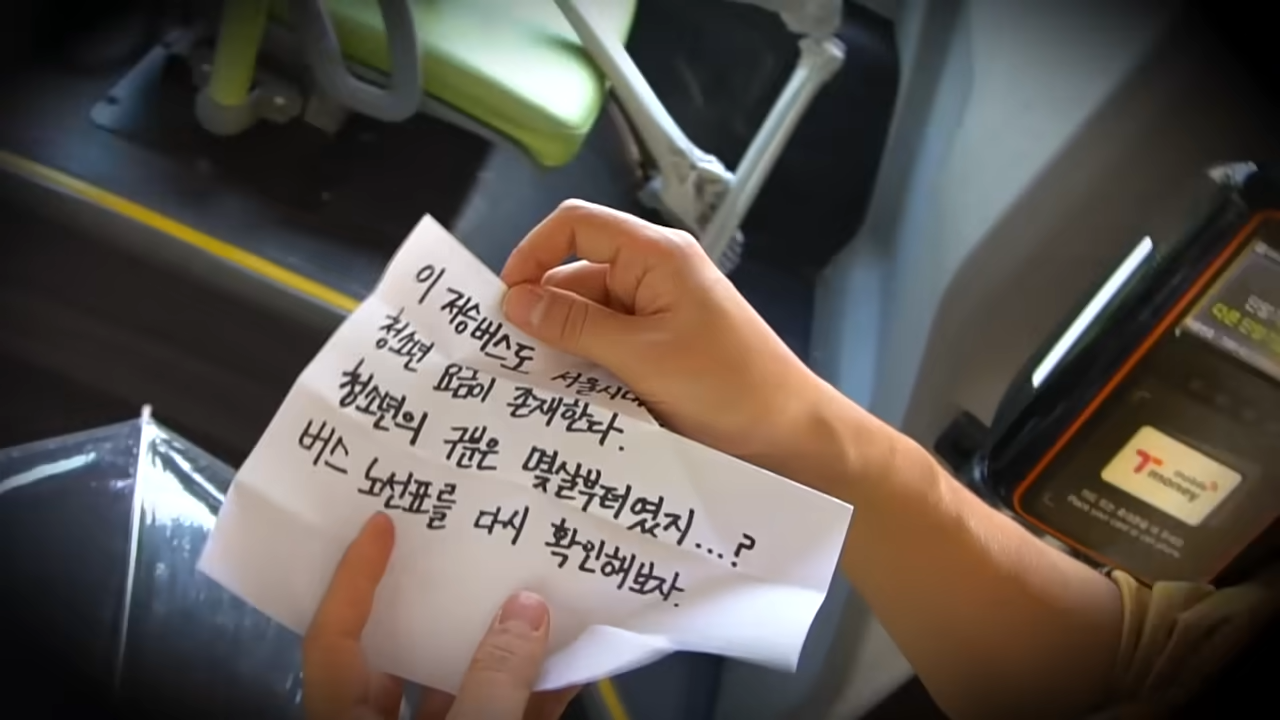 이 저승버스도 서울시
청소년 요금이 존재한다.
청소년의 구분은 몇살부터였지...?
버스 노선표를 다시 확인해보자.
mobile
T money